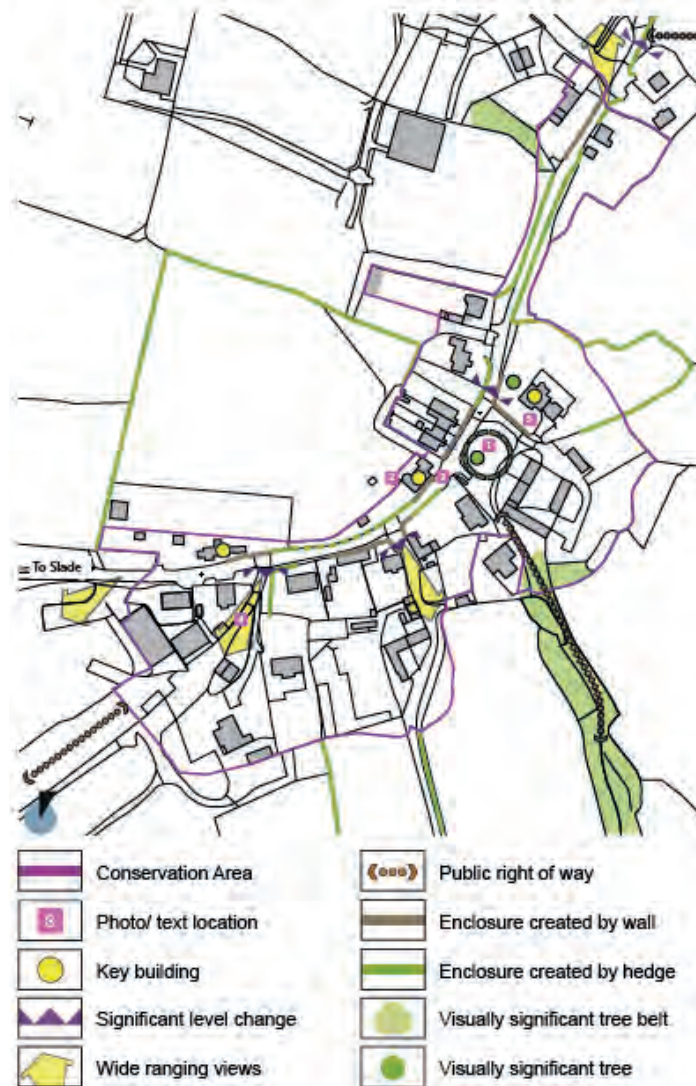 To Slade
Conservation Area
Public right of way
3
Photo/ text location
Enclosure created by wall
Key building
Enclosure created by hedge
Significant level change
Visually significant tree belt
Wide ranging views
Visually significant tree